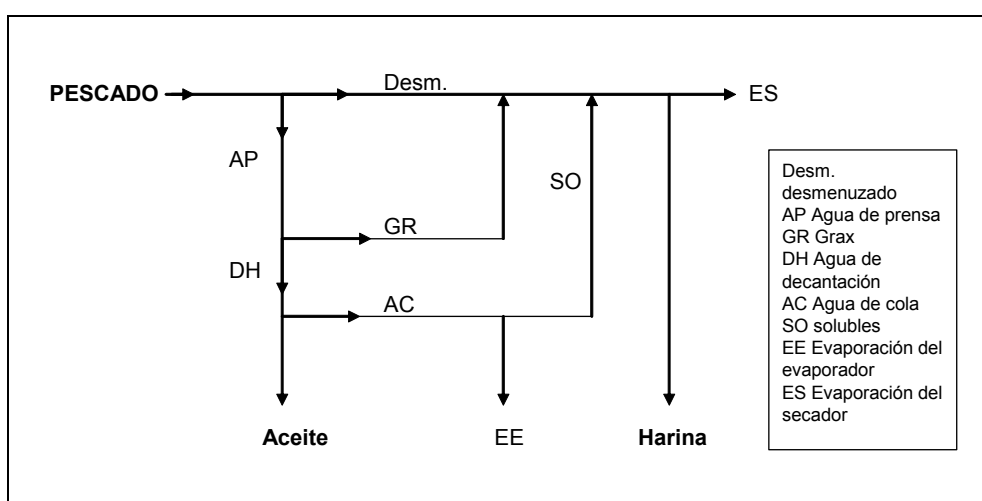 Desm.
PESCADO
ES
AP
SO
GR
DH
AC
Aceite
EE
Harina
Desm.
desmenuzado
AP Agua de prensa
GR Grax
DH Agua de
decantación
AC Agua de cola
SO solubles
EE Evaporación del
evaporador
ES Evaporación del
secador